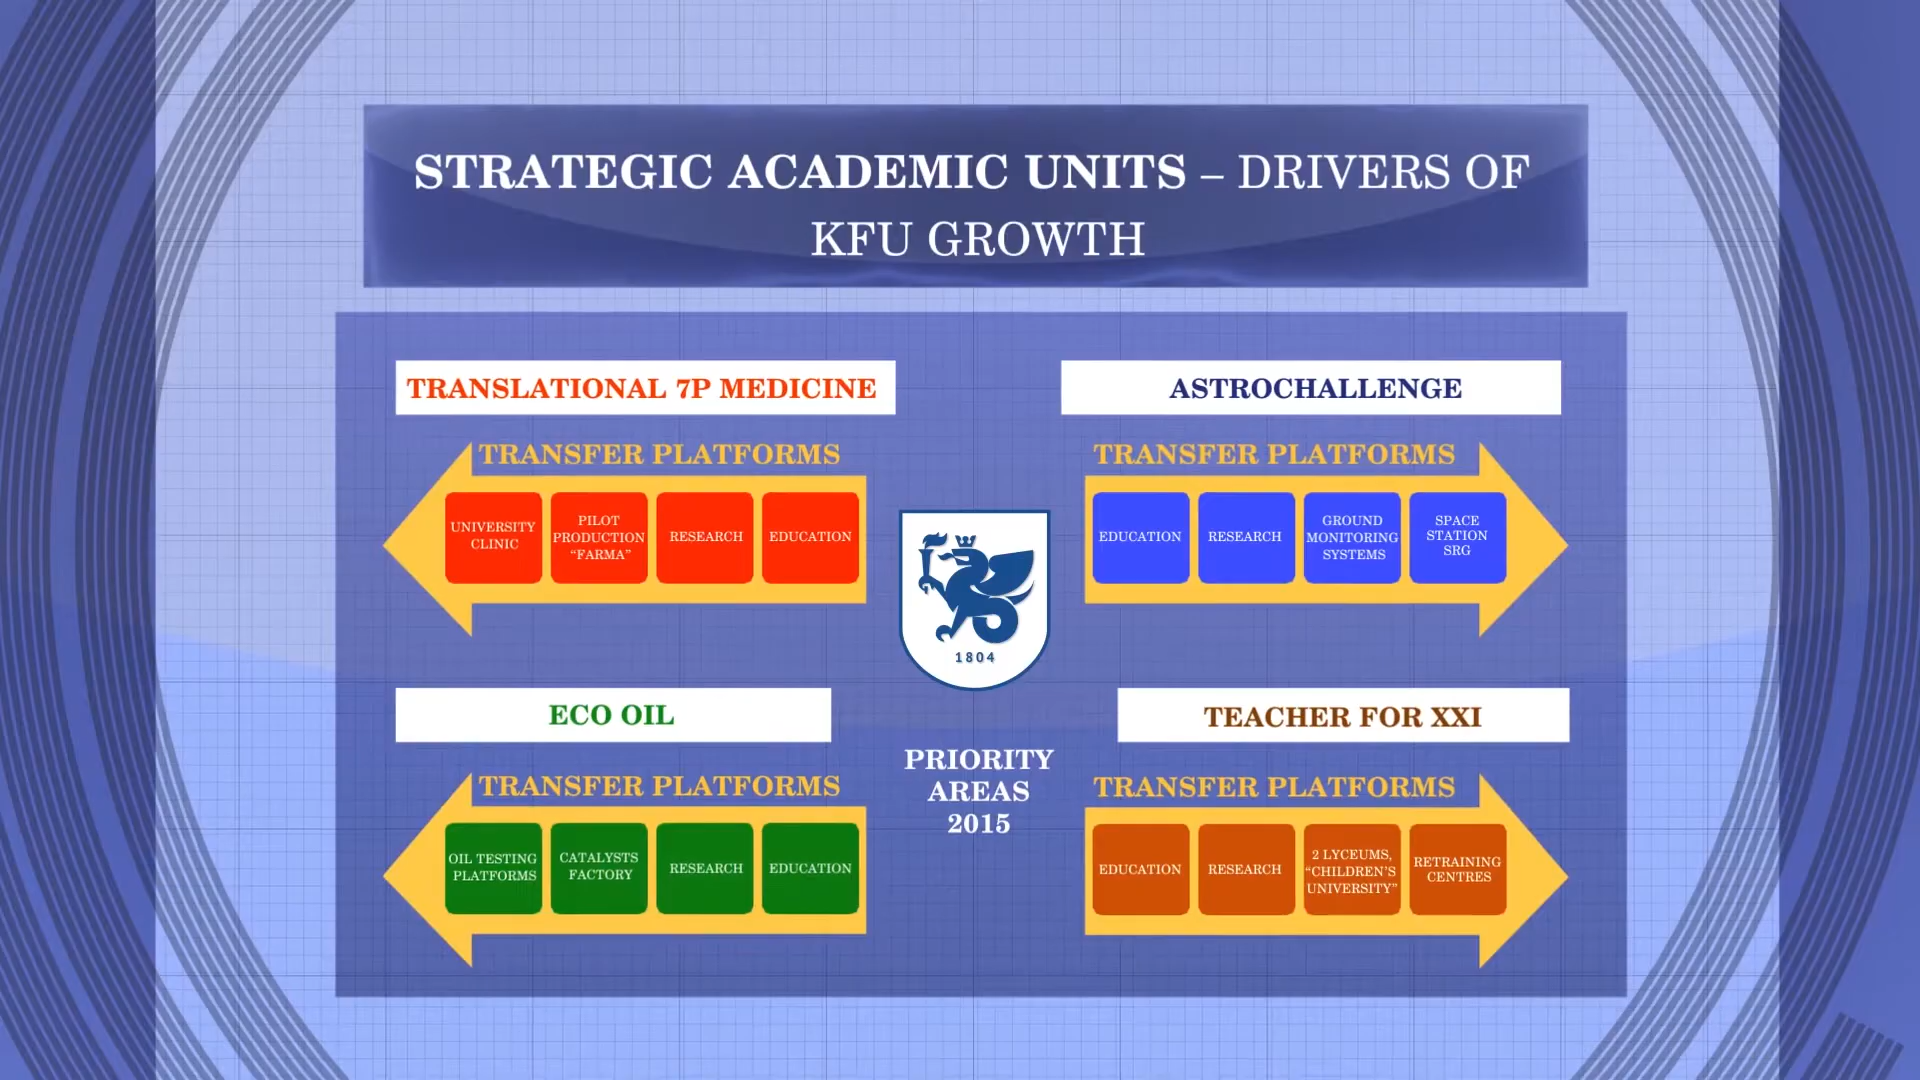 STRATEGIC ACADEMIC UNITS – DRIVERS OF
KFU GROWTH
TRANSLATIONAL 7P MEDICINE
TRANSFER PLATFORMS
UNIVERSITY
CLINIC
PILOT
PRODUCTION
“FARMA”
RESEARCH
EDUCATION
ASTROCHALLENGE
TRANSFER PLATFORMS
EDUCATION
RESEARCH
GROUND
MONITORING
SYSTEMS
SPACE
STATION
SRG
1804
PRIORITY
AREAS
2015
ECO OIL
TRANSFER PLATFORMS
OIL TESTING
PLATFORMS
CATALYSTS
FACTORY
RESEARCH
EDUCATION
TEACHER FOR XXI
TRANSFER PLATFORMS
EDUCATION
RESEARCH
2 LYCEUMS,
“CHILDREN’S
UNIVERSITY”
RETRAINING
CENTRES